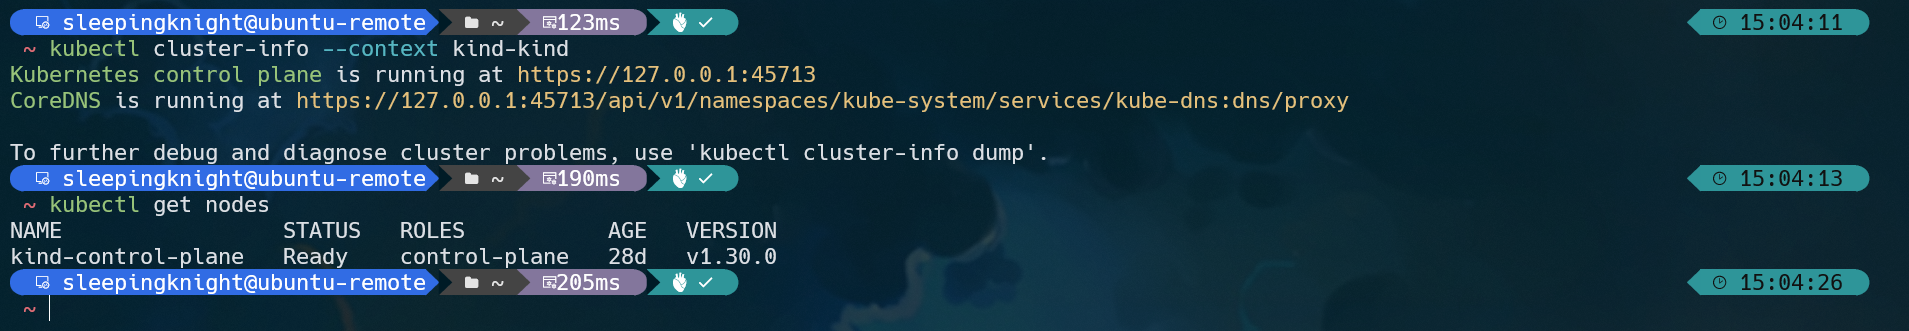 sleepingknight@ubuntu-remote ~ 123ms 15:04:11
~ kubectl cluster-info --context kind-kind
Kubernetes control plane is running at https://127.0.0.1:45713
CoreDNS is running at https://127.0.0.1:45713/api/v1/namespaces/kube-system/services/kube-dns:dns/proxy
To further debug and diagnose cluster problems, use 'kubectl cluster-info dump'.
sleepingknight@ubuntu-remote ~ 190ms 15:04:13
~ kubectl get nodes
NAME STATUS ROLES AGE VERSION
kind-control-plane Ready control-plane 28d v1.30.0
sleepingknight@ubuntu-remote ~ 205ms 15:04:26
~